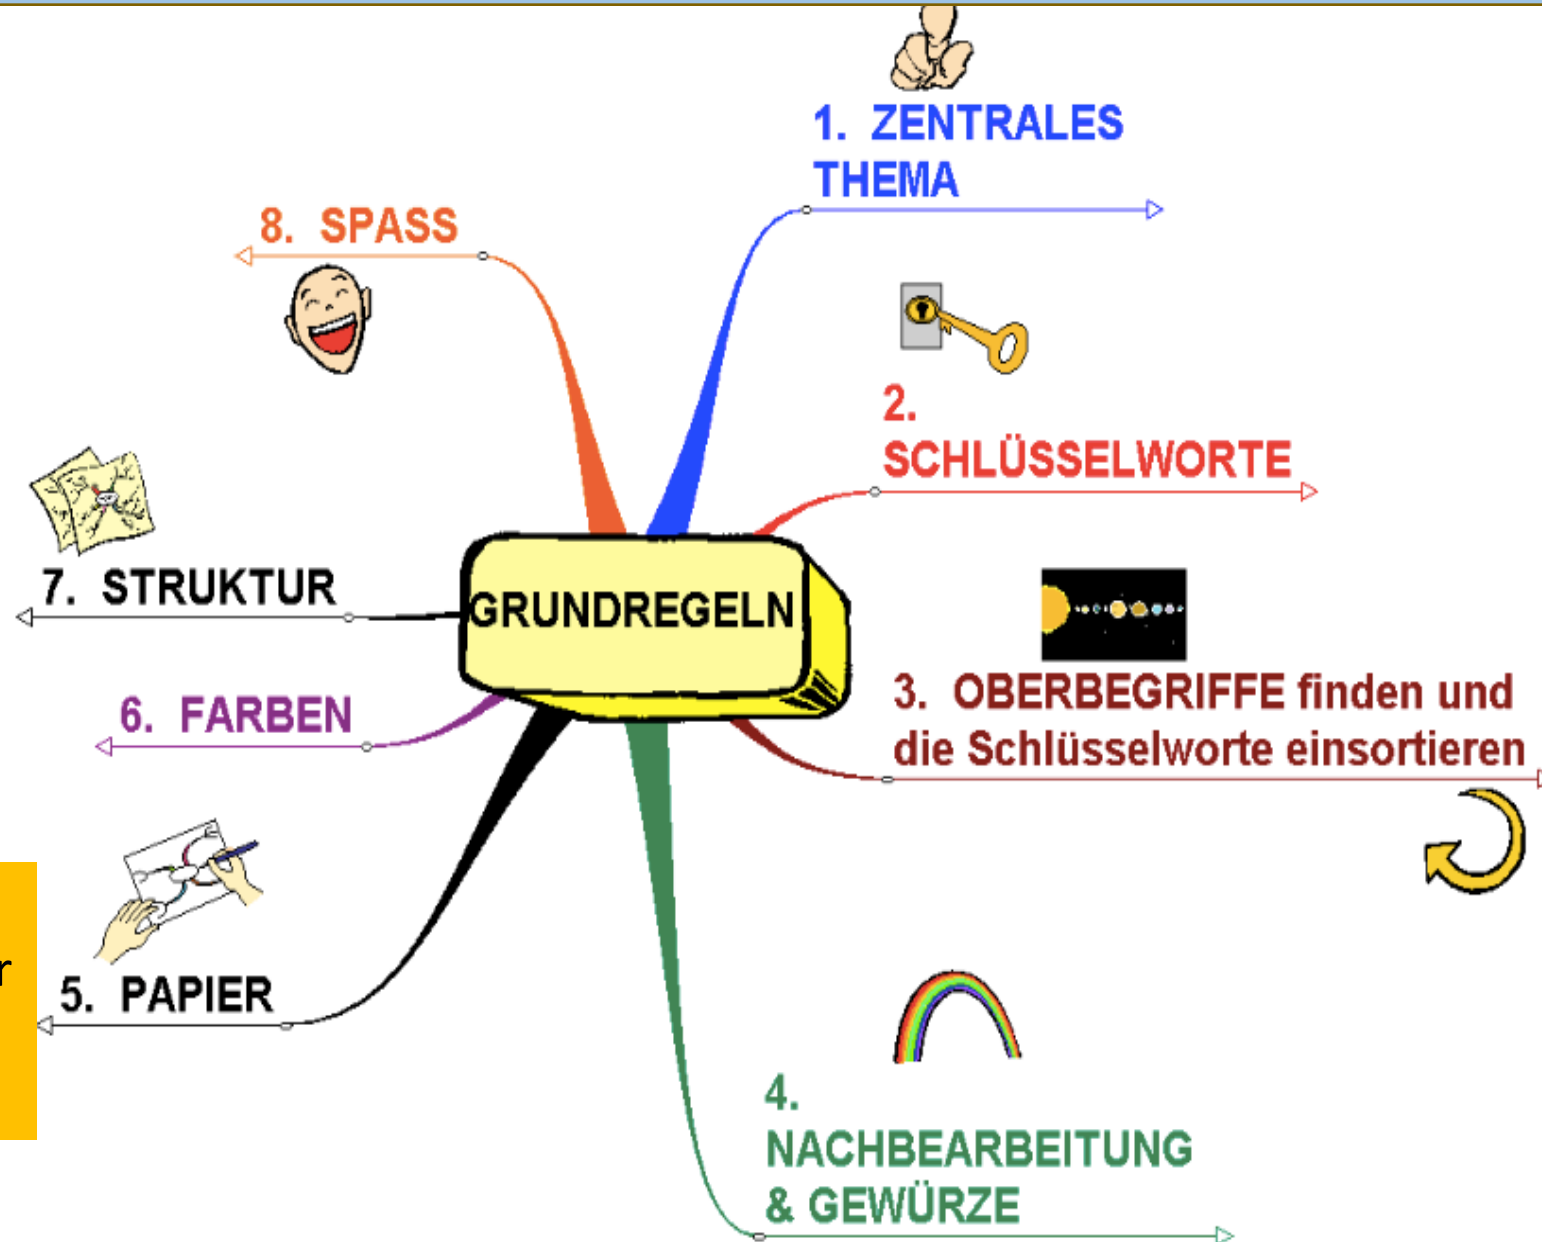 1. ZENTRALES
THEMA
2.
SCHLÜSSELWORTE
3. OBERBEGRIFFE finden und
die Schlüsselworte einsortieren
4.
NACHBEARBEITUNG
& GEWÜRZE
5. PAPIER
6. FARBEN
7. STRUKTUR
8. SPASS
GRUNDREGELN
r